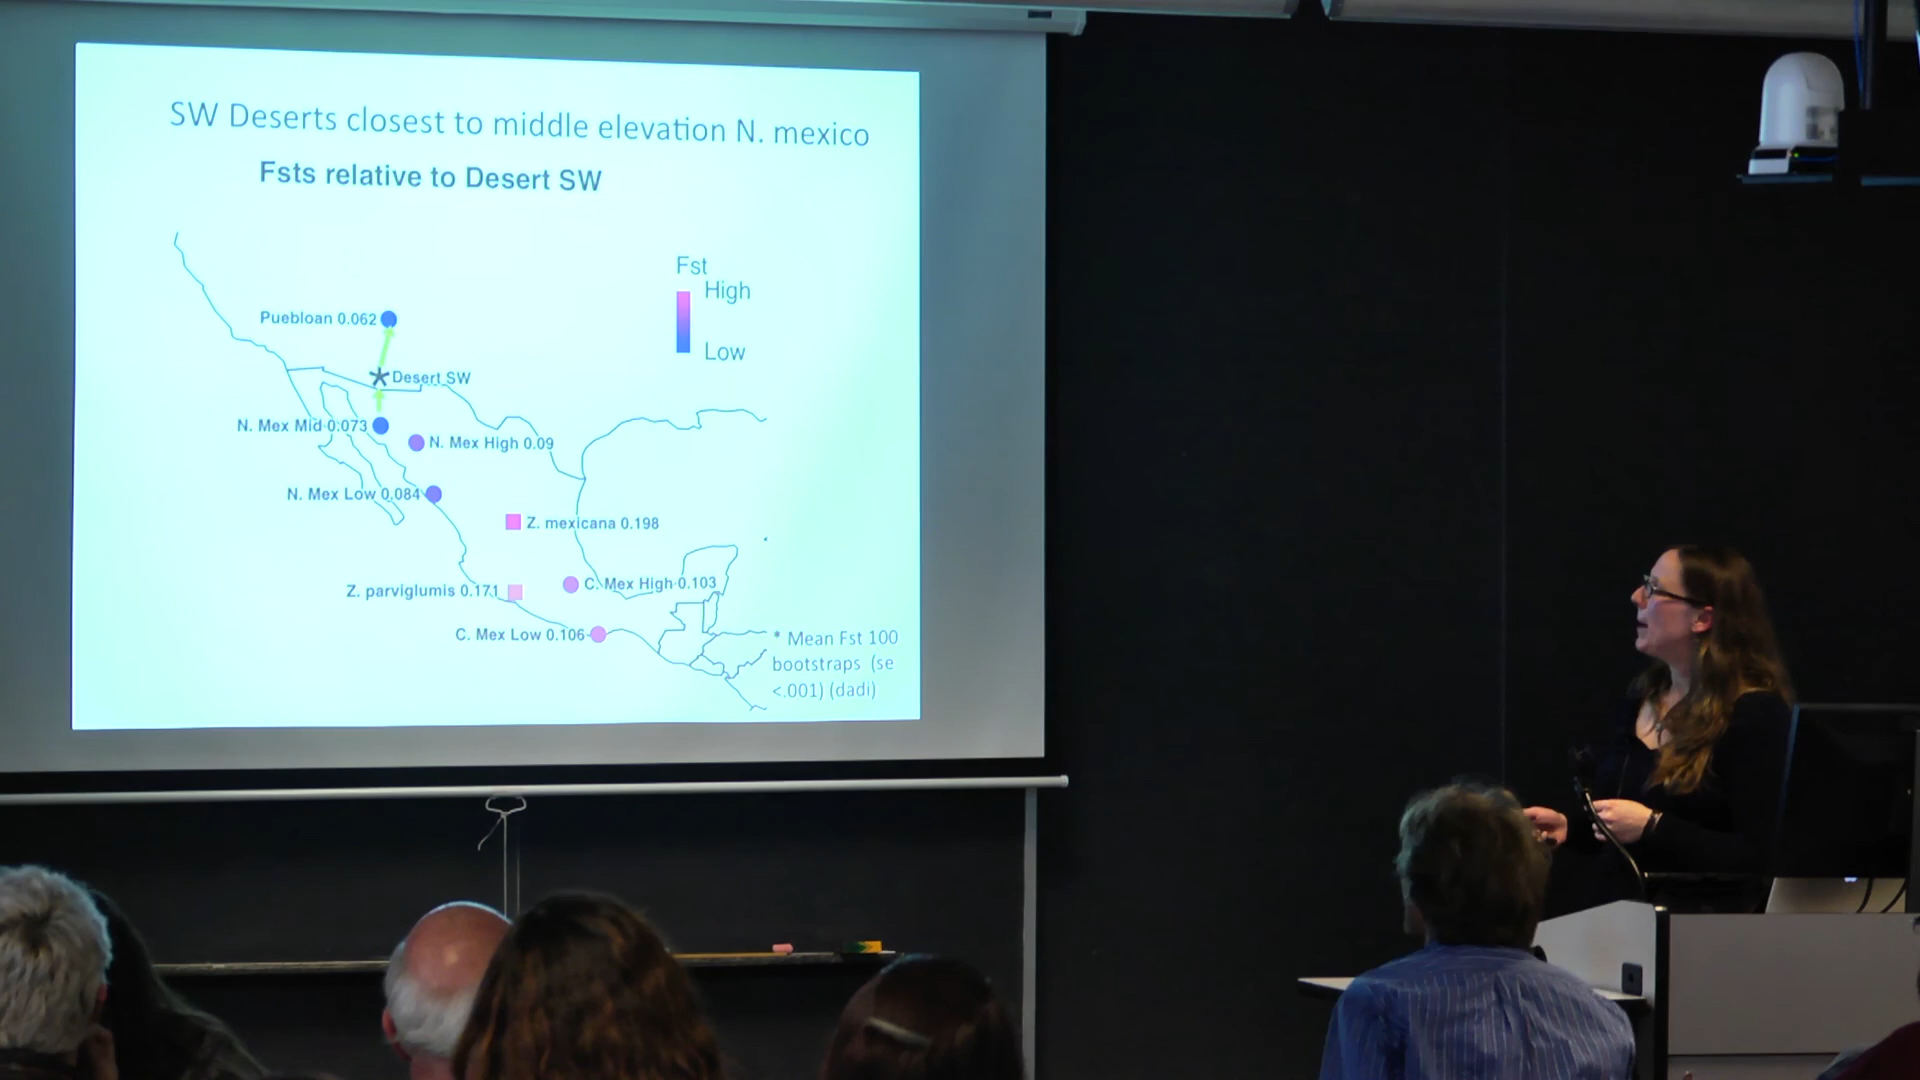 SW Deserts closest to middle elevation N. mexico
Fsts relative to Desert SW
Fst
High
Low
Puebloan 0.062
Desert SW
N. Mex Mid 0.073
N. Mex High 0.09
N. Mex Low 0.084
Z. mexicana 0.198
Z. parviglumis 0.171
C. Mex High 0.103
C. Mex Low 0.106
* Mean Fst 100
bootstraps (se
<.001) (dadi)